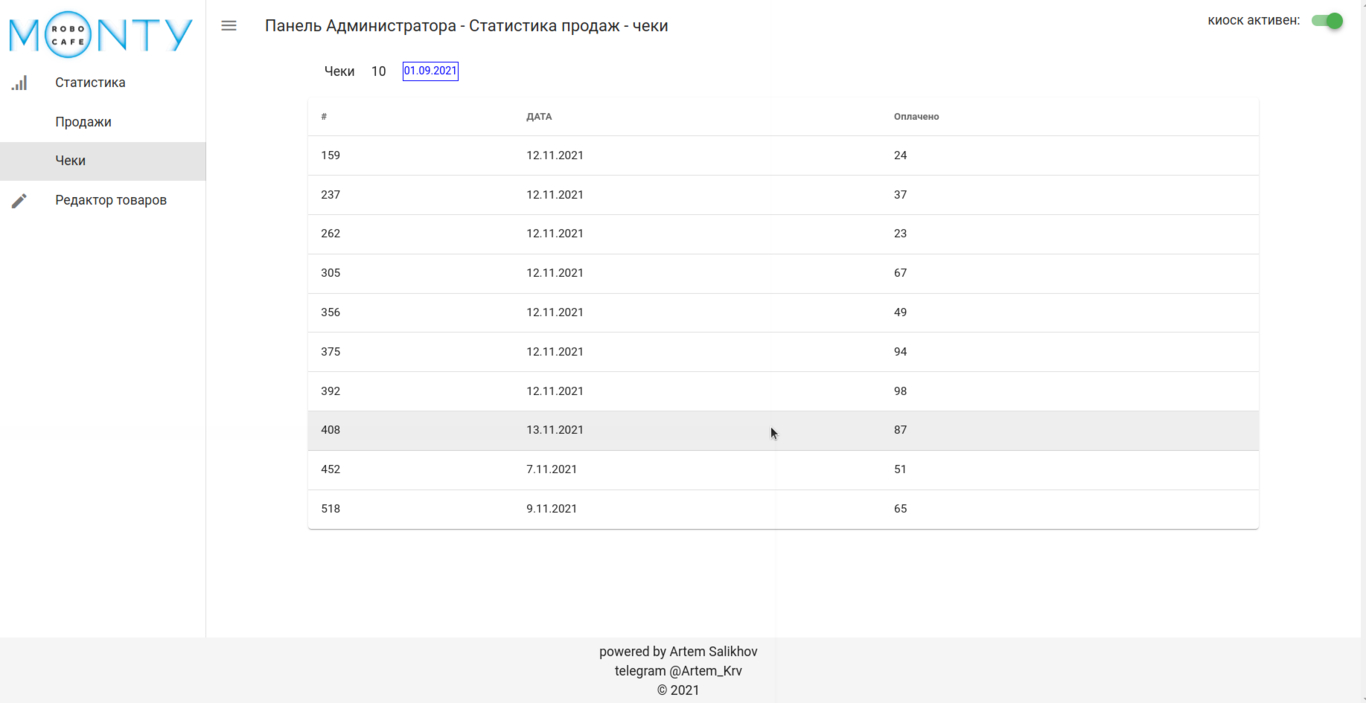 MONTY
ROBO
CAFE
Панель Администратора - Статистика продаж - чеки
киоск активен:
Статистика
Продажи
Чеки
Редактор товаров
Чеки 10 01.09.2021
# ДАТА Оплачено
159 12.11.2021 24
237 12.11.2021 37
262 12.11.2021 23
305 12.11.2021 67
356 12.11.2021 49
375 12.11.2021 94
392 12.11.2021 98
408 13.11.2021 87
452 7.11.2021 51
518 9.11.2021 65
powered by Artem Salikhov
telegram @Artem_Krv
© 2021